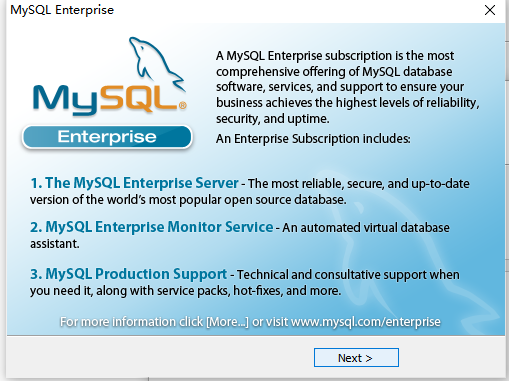 MySQL Enterprise
MySQL®
Enterprise
A MySQL Enterprise subscription is the most
comprehensive offering of MySQL database
software, services, and support to ensure your
business achieves the highest levels of reliability,
security, and uptime.
An Enterprise Subscription includes:
1. The MySQL Enterprise Server - The most reliable, secure, and up-to-date
version of the world's most popular open source database.
2. MySQL Enterprise Monitor Service - An automated virtual database
assistant.
3. MySQL Production Support - Technical and consultative support when
you need it, along with service packs, hot-fixes, and more.
For more information click [More...] or visit www.mysql.com/enterprise
Next >